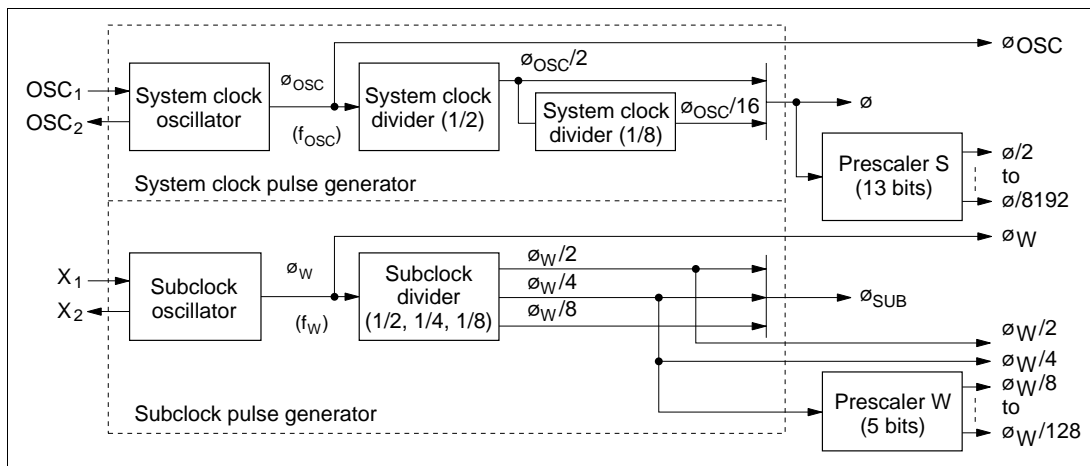 øOSC
øOSC/2
OSC1
OSC2
System clock
oscillator
øOSC
(fOSC)
System clock
divider (1/2)
System clock
divider (1/8)
øOSC/16
ø
System clock pulse generator
Prescaler S
(13 bits)
ø/2
to
ø/8192
øW
X1
X2
Subclock
oscillator
øW
(fW)
Subclock
divider
(1/2, 1/4, 1/8)
øW/2
øW/4
øW/8
øSUB
øW/2
øW/4
Subclock pulse generator
Prescaler W
(5 bits)
øW/8
to
øW/128